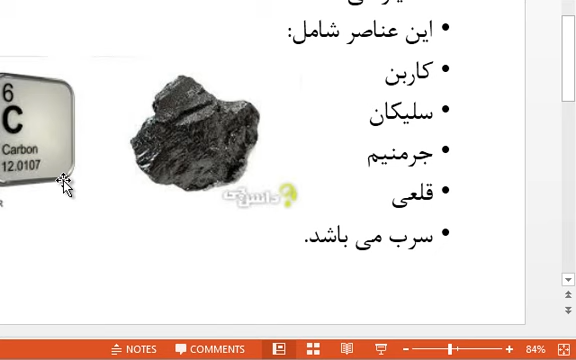 این عناصر شامل:
کاربن
سلیکان
جرمنیم
قلعی
سرب می باشد.
6
C
Carbon
12.0107
NOTES
COMMENTS
84%